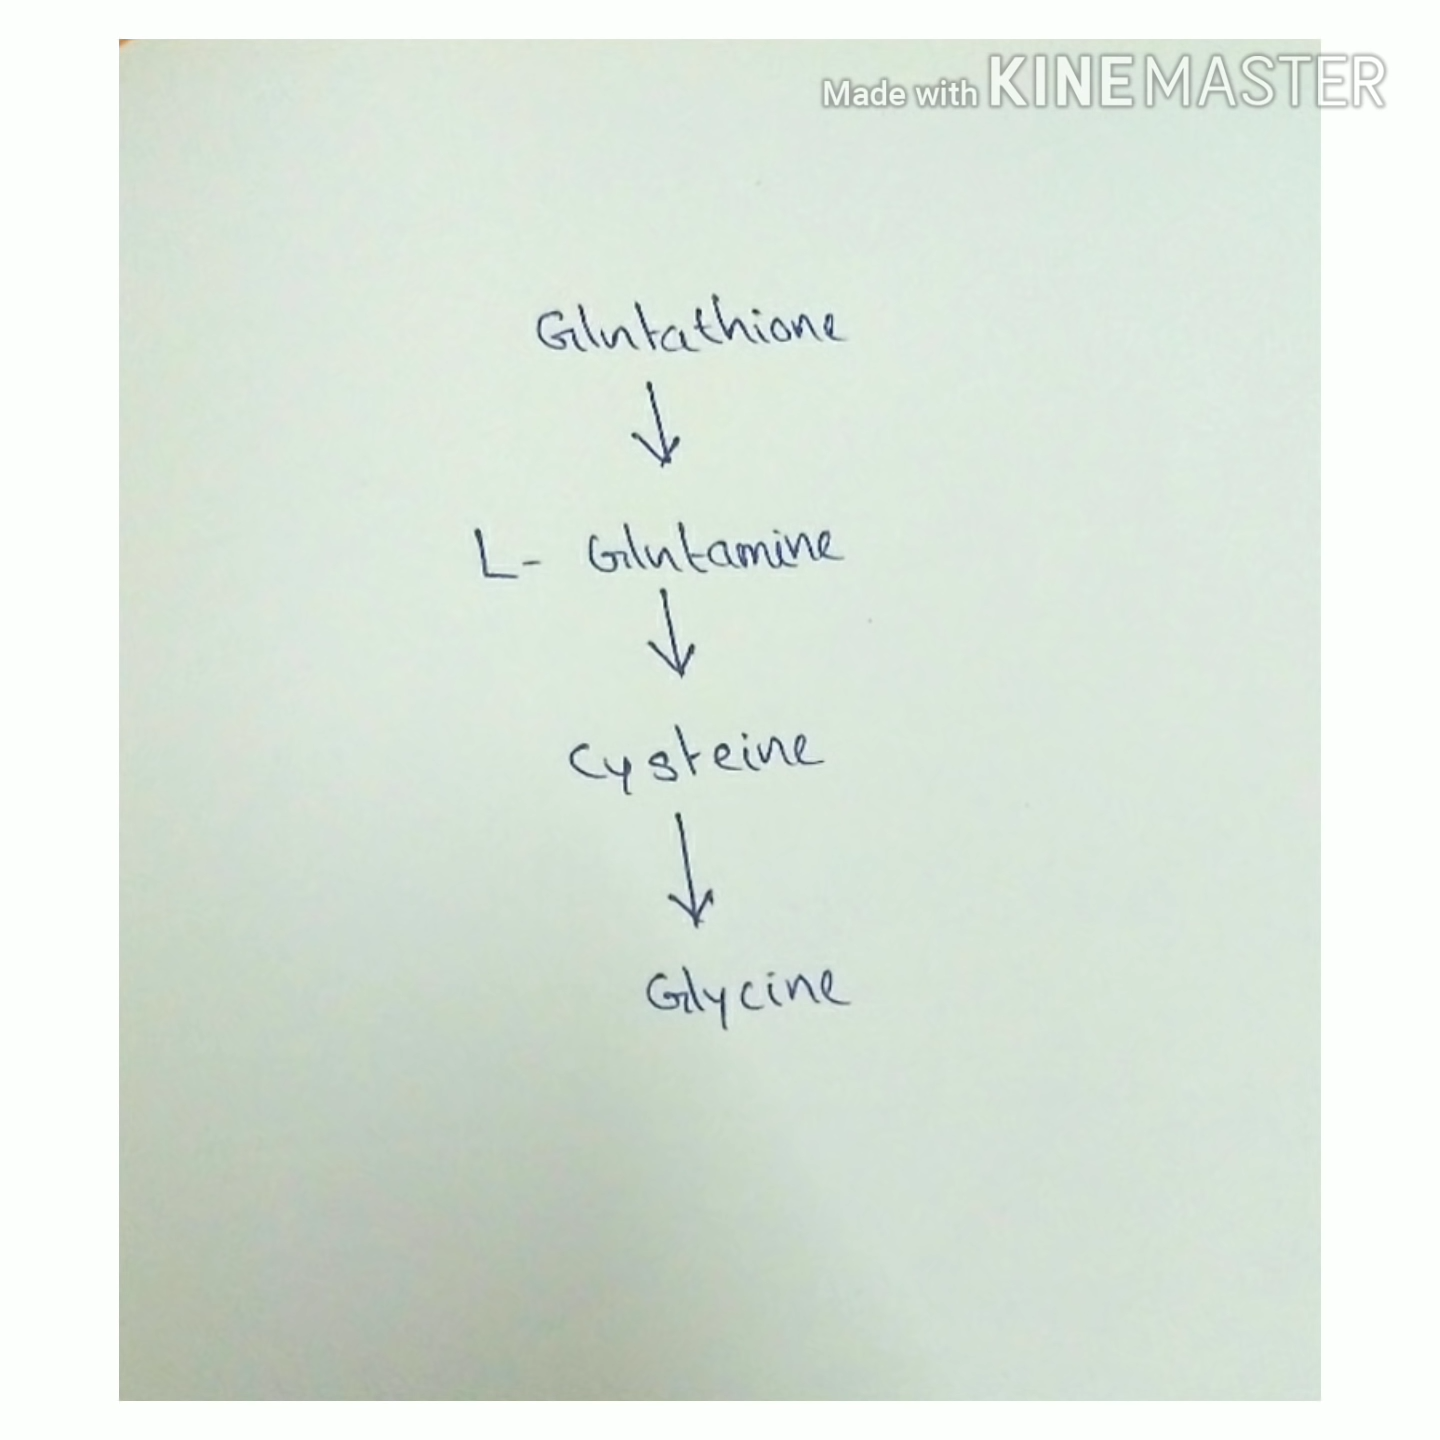 Made with KINEMASTER
Glutathione
↓
L- Glutamine
↓
Cysteine
↓
Glycine